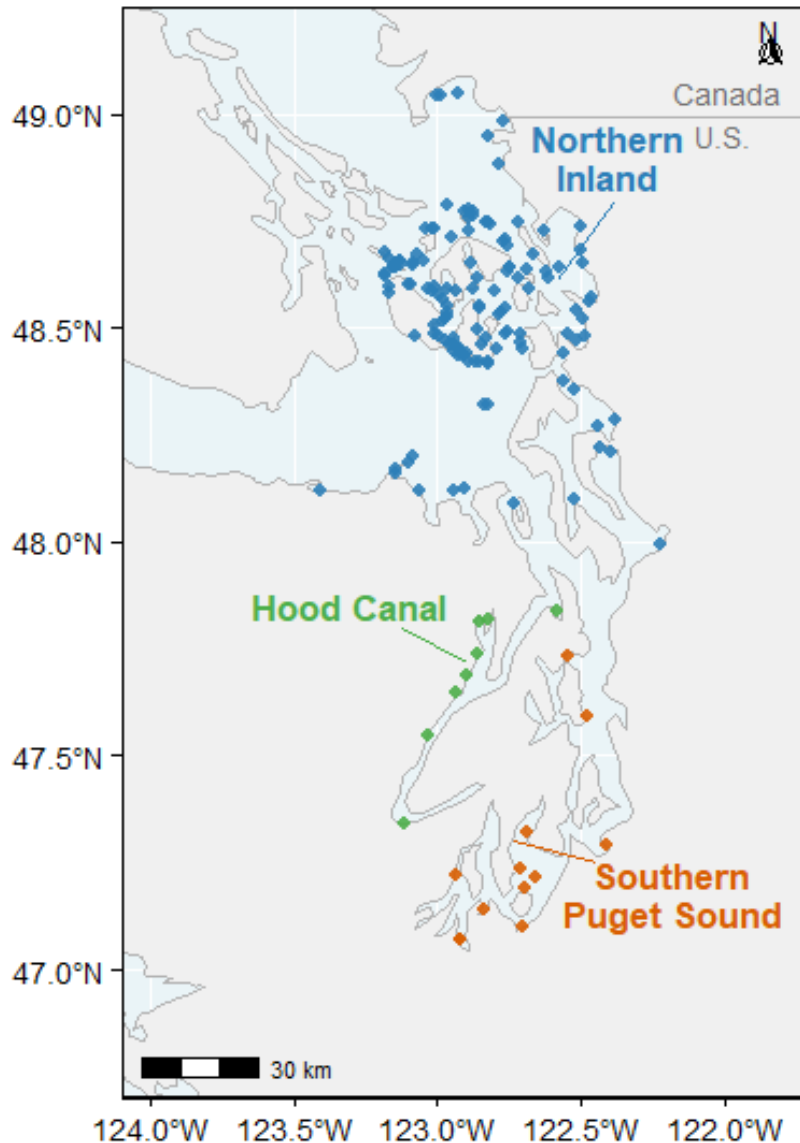 N
Canada
49.0°N
Northern
U.S.
Inland
48.5°N
48.0°N
Hood Canal
47.5°N
Southern
Puget Sound
47.0°N
30 km
124.0°W 123.5°W 123.0°W 122.5°W 122.0°W